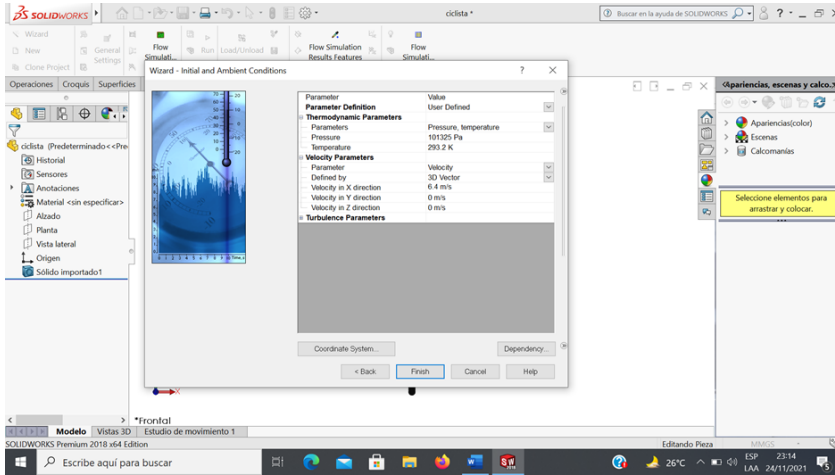 SOLIDWORKS
ciclista *
Buscar en la ayuda de SOLIDWORKS
Wizard
New
Clone Project
General Settings
Flow Simulati...
Run
Load/Unload
Flow Simulation Results Features
Flow Simulati...
Operaciones
Croquis
Superficies
Wizard - Initial and Ambient Conditions
? ×
Parameter Value
Parameter Definition User Defined
Thermodynamic Parameters
Parameters Pressure, temperature
Pressure 101325 Pa
Temperature 293.2 K
Velocity Parameters
Parameter Velocity
Defined by 3D Vector
Velocity in X direction 6.4 m/s
Velocity in Y direction 0 m/s
Velocity in Z direction 0 m/s
Turbulence Parameters
Coordinate System...
Dependency...
< Back
Finish
Cancel
Help
ciclista (Predeterminado<<Pre
Historial
Sensores
Anotaciones
Material <sin especificar>
Alzado
Planta
Vista lateral
Origen
Sólido importado1
Apariencias, escenas y calco...
Apariencias(color)
Escenas
Calcomanías
Seleccione elementos para
arrastrar y colocar.
*Frontal
Modelo
Vistas 3D
Estudio de movimiento 1
SOLIDWORKS Premium 2018 x64 Edition
Editando Pieza
MMGS
Escribe aquí para buscar
26°C
ESP
LAA
23:14
24/11/2021